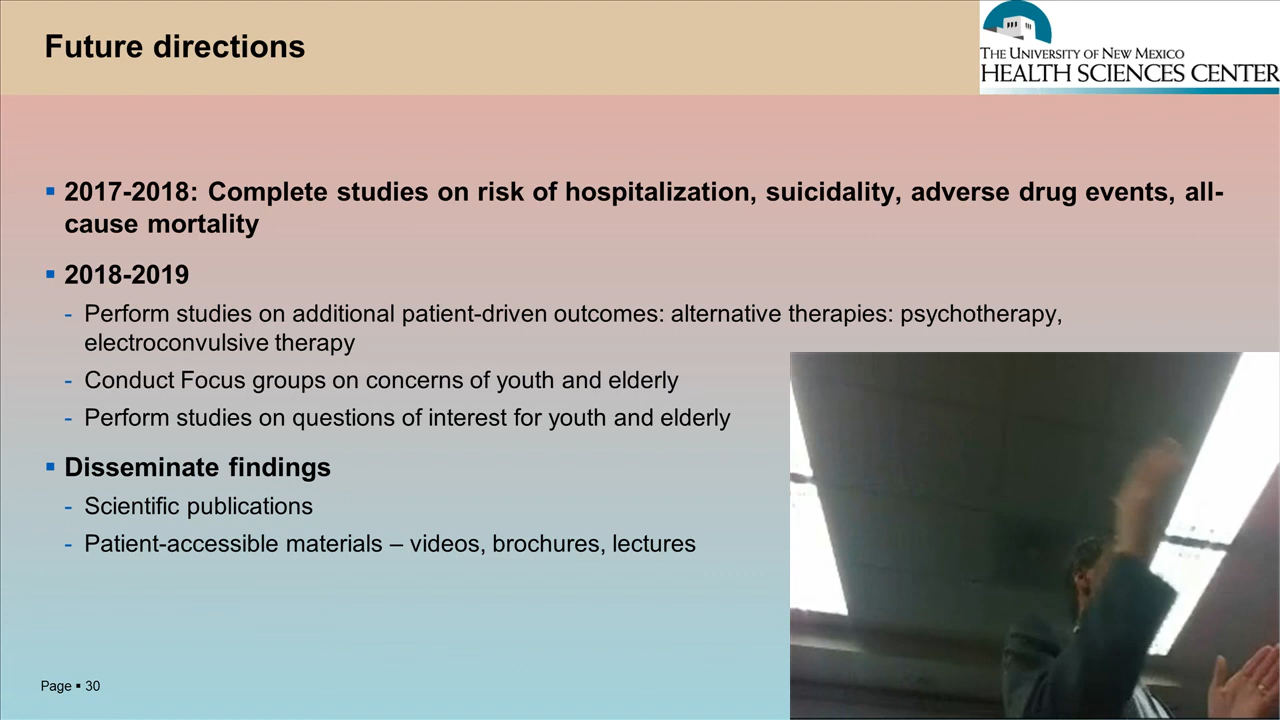 Future directions
THE UNIVERSITY OF NEW MEXICO
HEALTH SCIENCES CENTER
▪ 2017-2018: Complete studies on risk of hospitalization, suicidality, adverse drug events, all-
cause mortality
▪ 2018-2019
- Perform studies on additional patient-driven outcomes: alternative therapies: psychotherapy,
electroconvulsive therapy
- Conduct Focus groups on concerns of youth and elderly
- Perform studies on questions of interest for youth and elderly
▪ Disseminate findings
- Scientific publications
- Patient-accessible materials – videos, brochures, lectures
Page ▪ 30